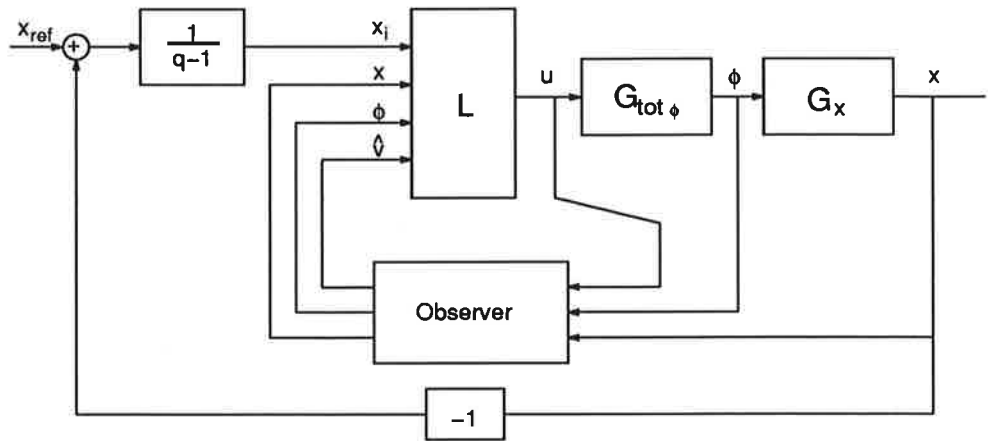 x_ref
+
1
q-1
x_i
x
ϕ
v̂
L
u
G_tot ϕ
ϕ
G_x
x
Observer
-1